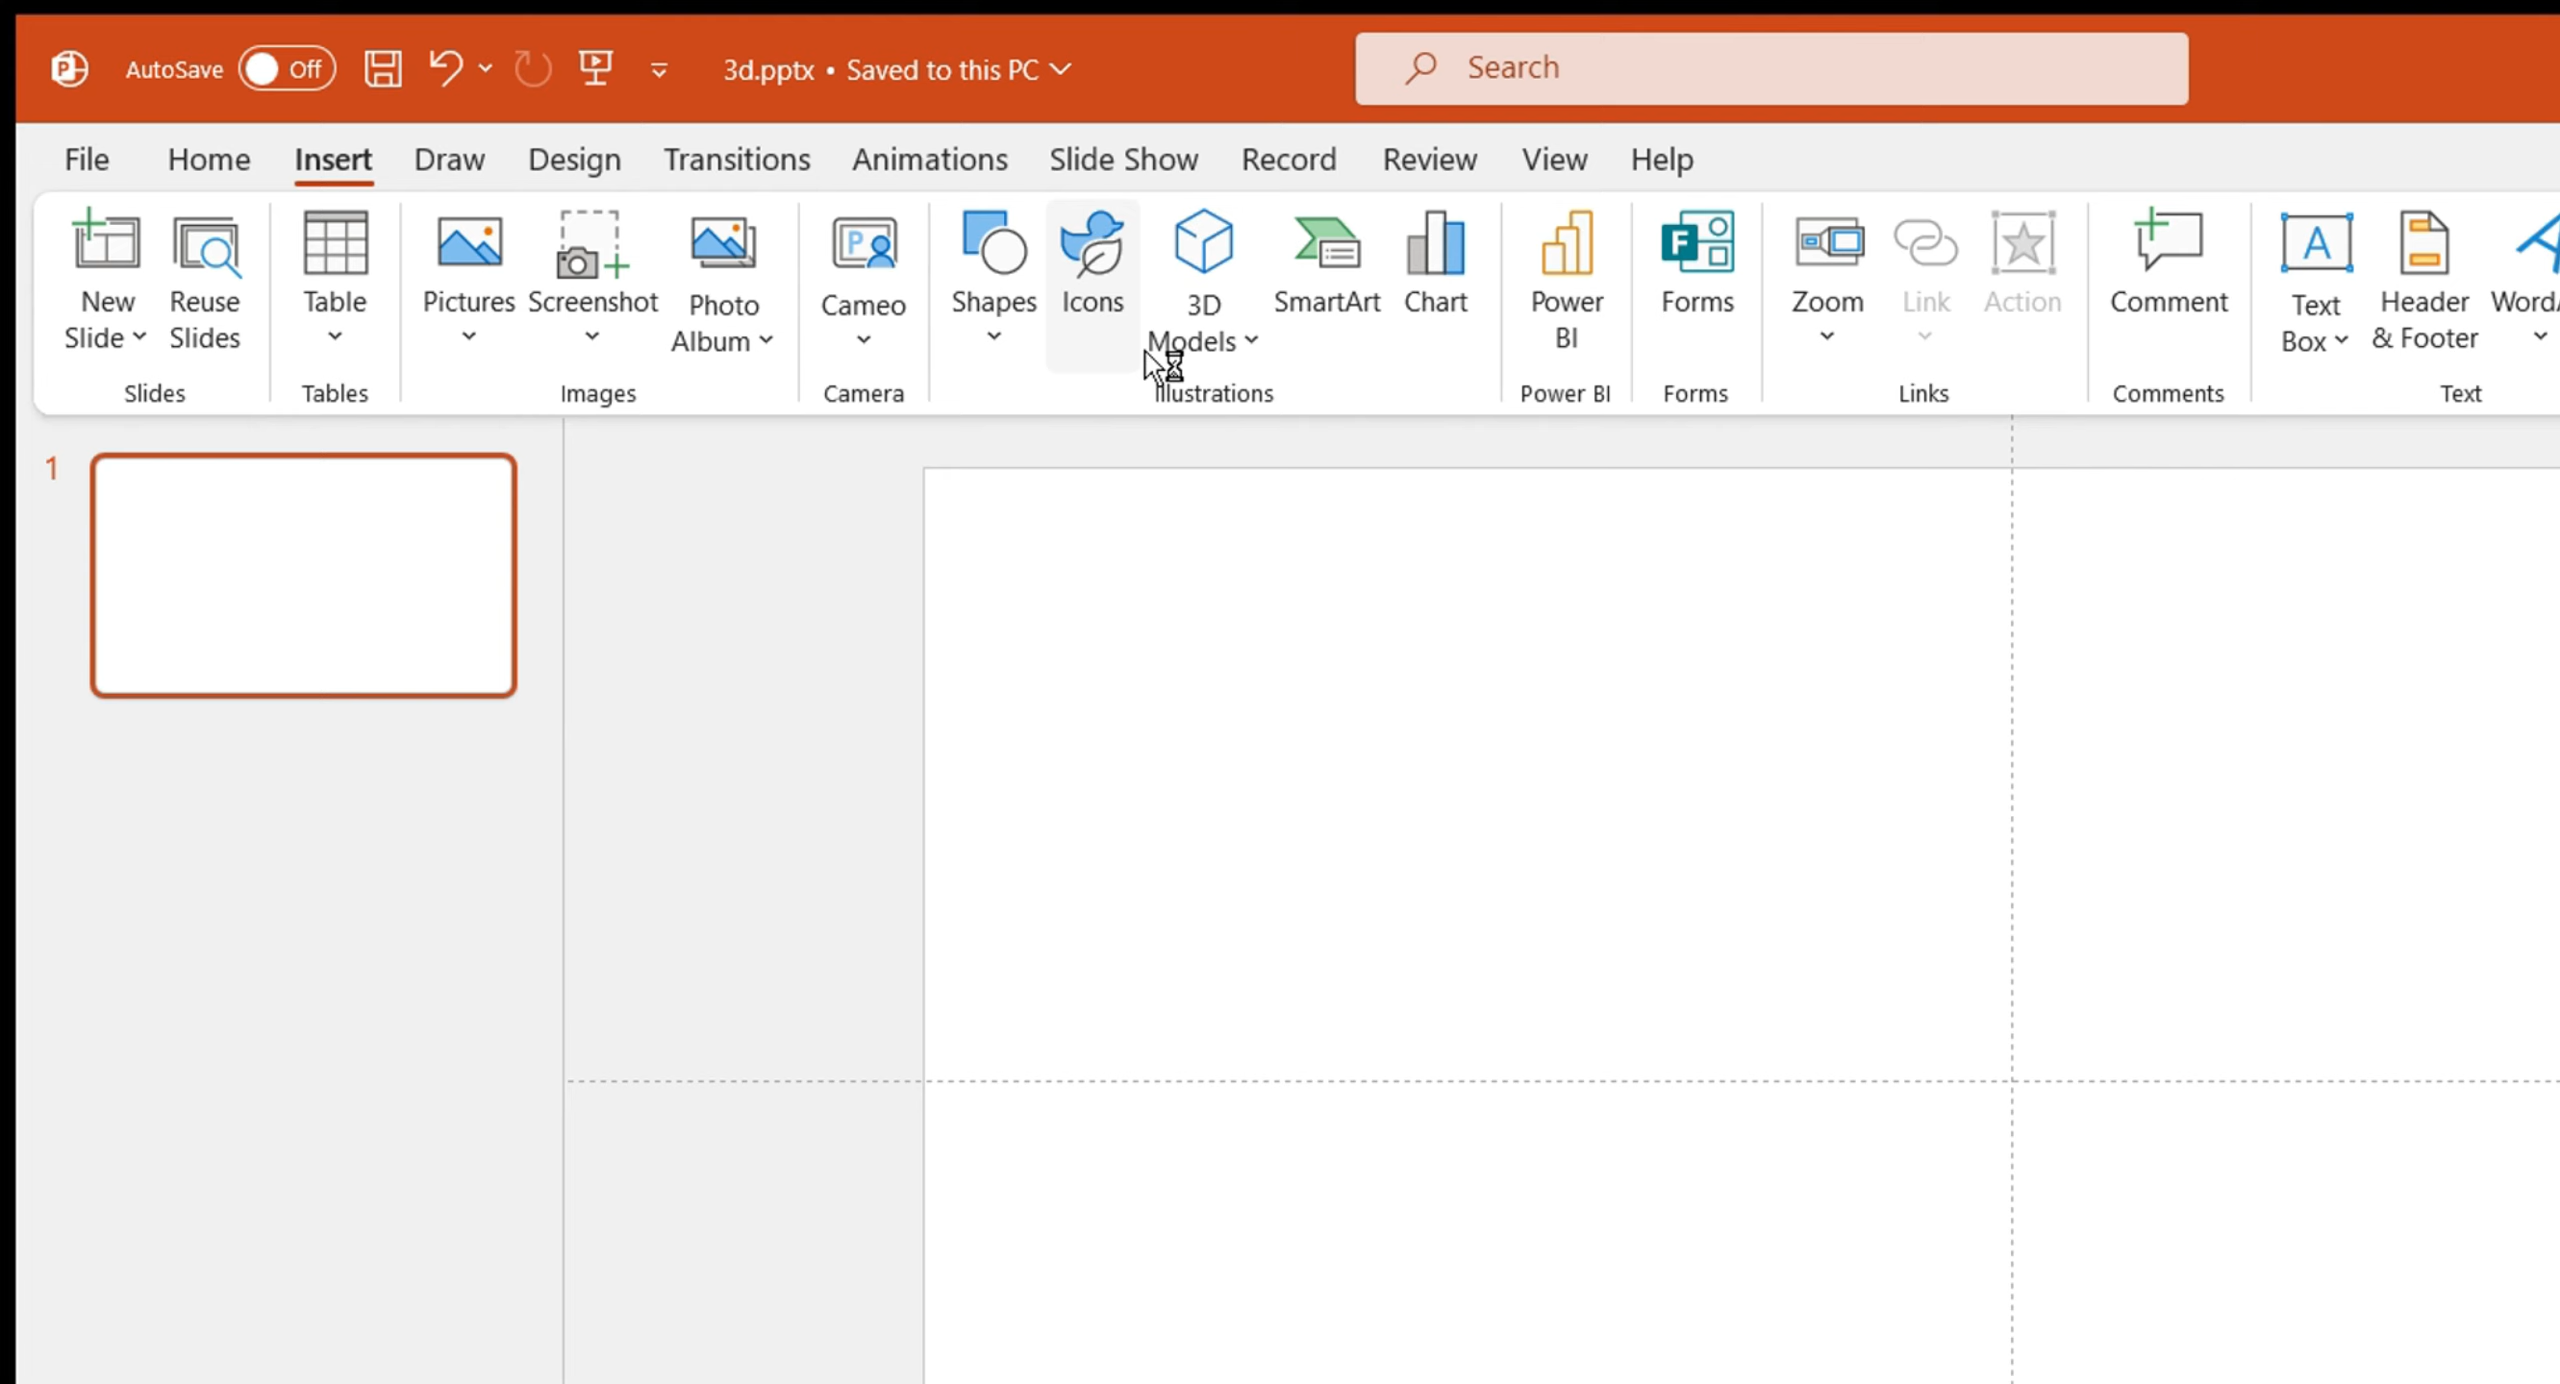 AutoSave Off 3d.pptx • Saved to this PC Search
File Home Insert Draw Design Transitions Animations Slide Show Record Review View Help
New Slide
Reuse Slides
Table
Pictures
Screenshot
Photo Album
Cameo
Shapes
Icons
3D Models
SmartArt
Chart
Power BI
Forms
Zoom
Link
Action
Comment
Text Box
Header & Footer
Slides Tables Images Camera Illustrations Power BI Forms Links Comments Text
1